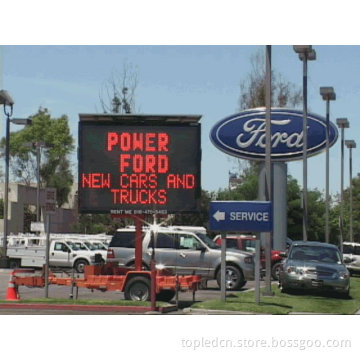 POWER
FORD
NEW CARS AND
TRUCKS
Ford
SERVICE
topledcn.store.bossgoo.com